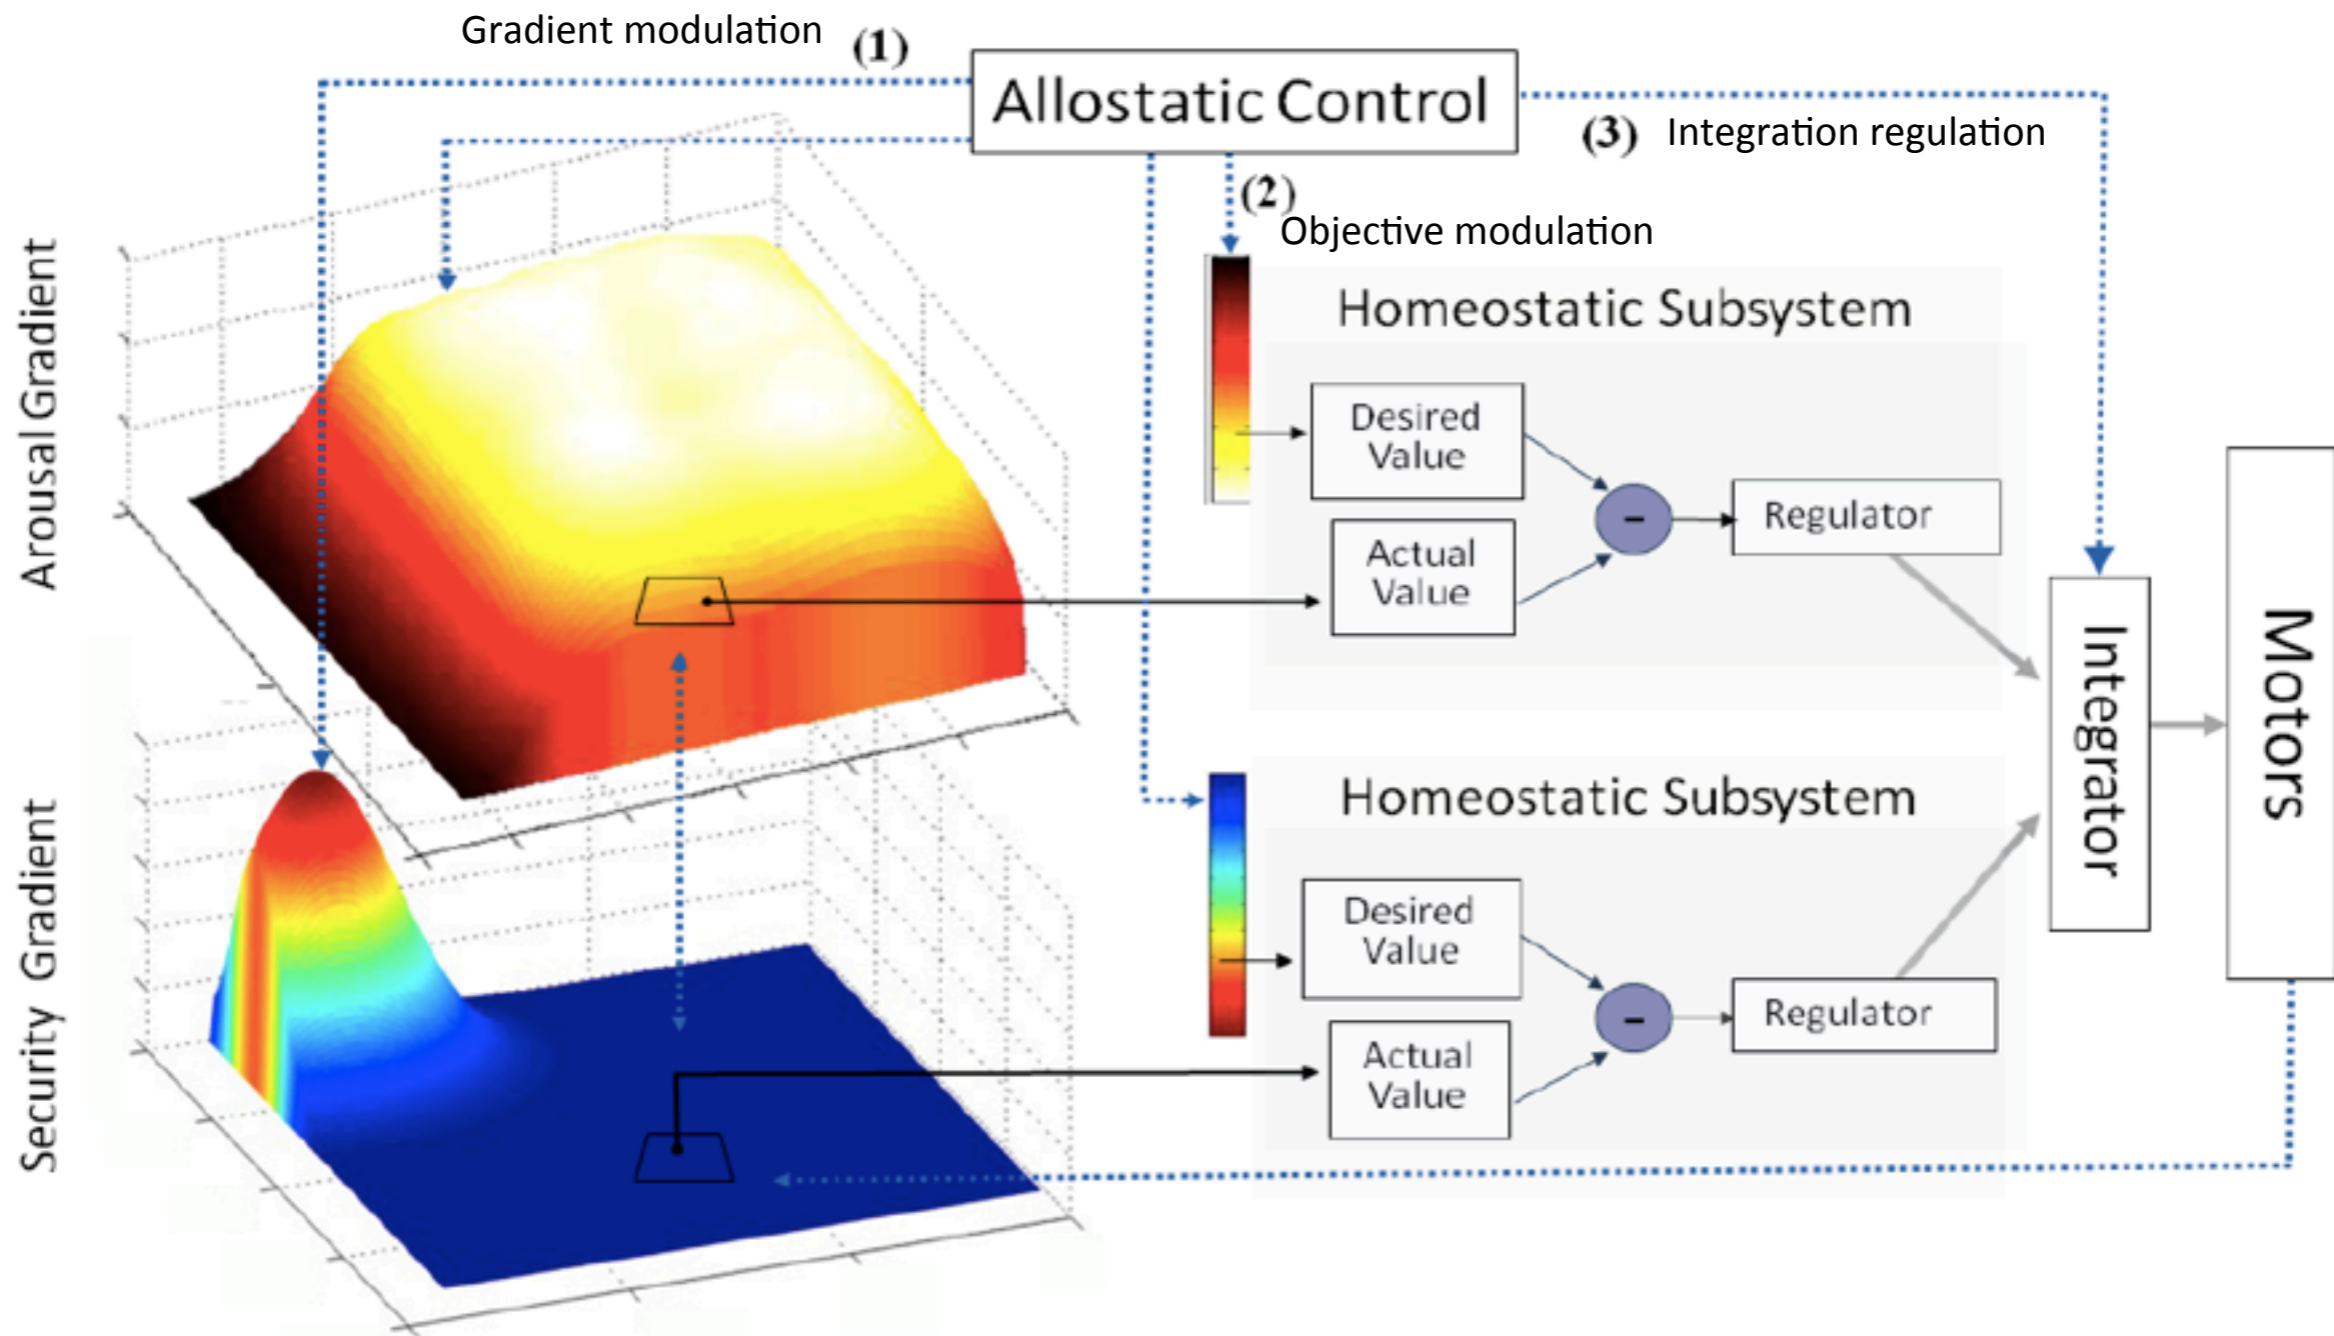 Gradient modulation
(1)
Allostatic Control
(3)
Integration regulation
(2)
Objective modulation
Arousal Gradient
Homeostatic Subsystem
Desired
Value
-
Regulator
Actual
Value
Integrator
Motors
Security Gradient
Homeostatic Subsystem
Desired
Value
-
Regulator
Actual
Value